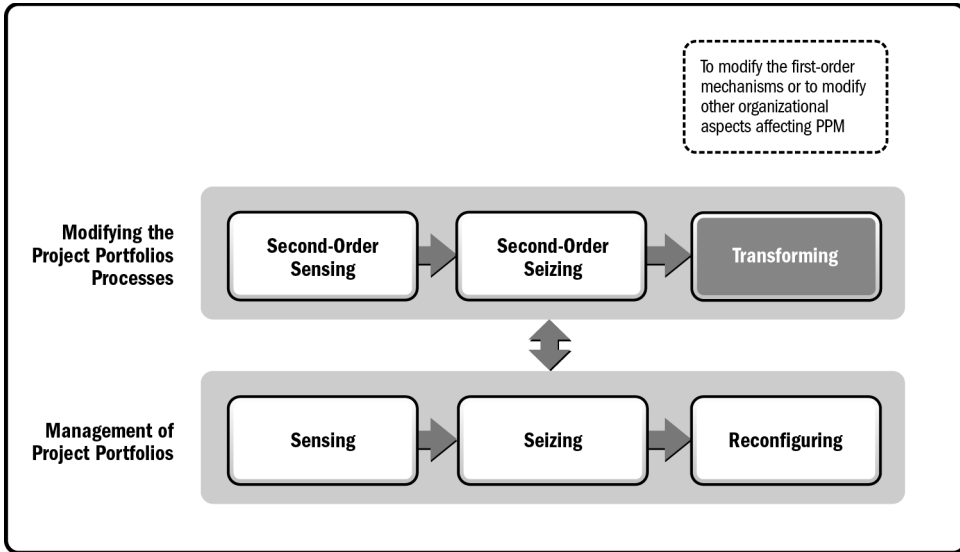 To modify the first-order
mechanisms or to modify
other organizational
aspects affecting PPM
Modifying the
Project Portfolios
Processes
Second-Order
Sensing
Second-Order
Seizing
Transforming
Management of
Project Portfolios
Sensing
Seizing
Reconfiguring